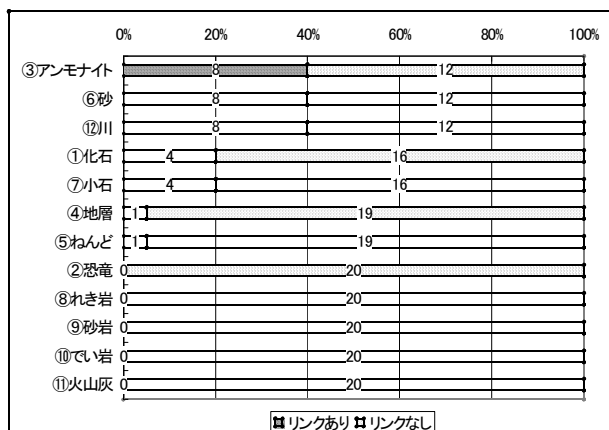 0% 20% 40% 60% 80% 100%
③アンモナイト 8 12
⑥砂 8 12
⑫川 8 12
①化石 4 16
⑦小石 4 16
④地層 1 19
⑤ねんど 1 19
②恐竜 0 20
⑧れき岩 0 20
⑨砂岩 0 20
⑩でい岩 0 20
⑪火山灰 0 20
リンクあり リンクなし